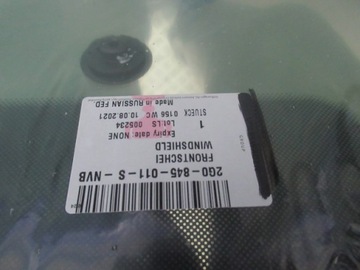 2G0-845-011-S-NVB
FRONTSCHEI
WINDSHIELD
Expiry date: NONE
1 Lot:LS 005234
STUECK 0156 WC 10.08.2021
Made in RUSSIAN FED